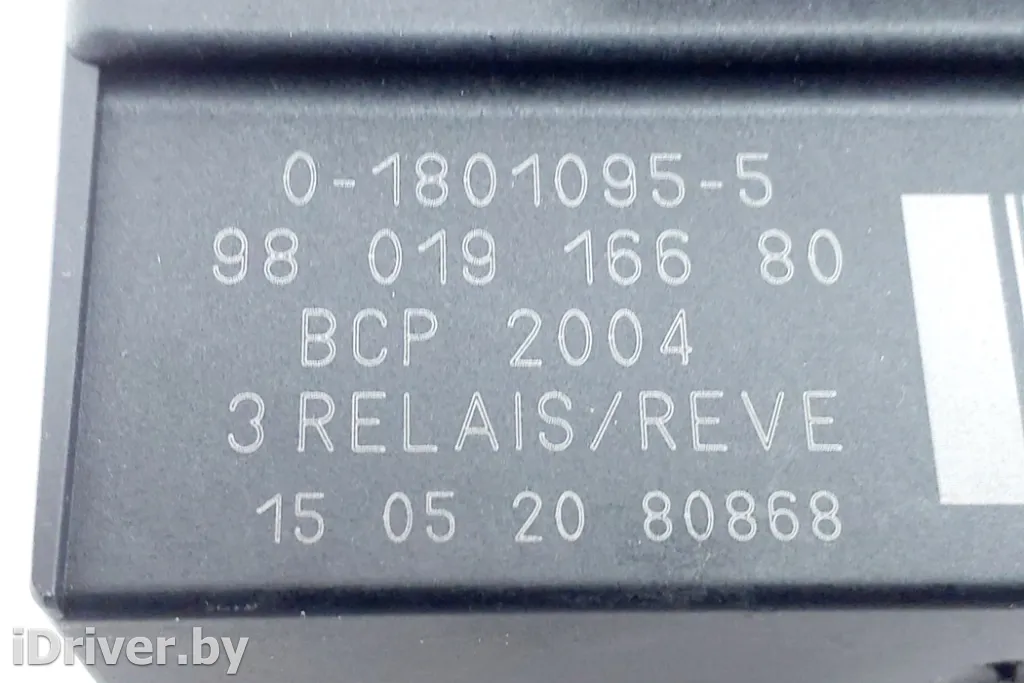 0-1801095-5
98 019 166 80
BCP 2004
3 RELAIS/REVE
15 05 20 80868
iDriver.by